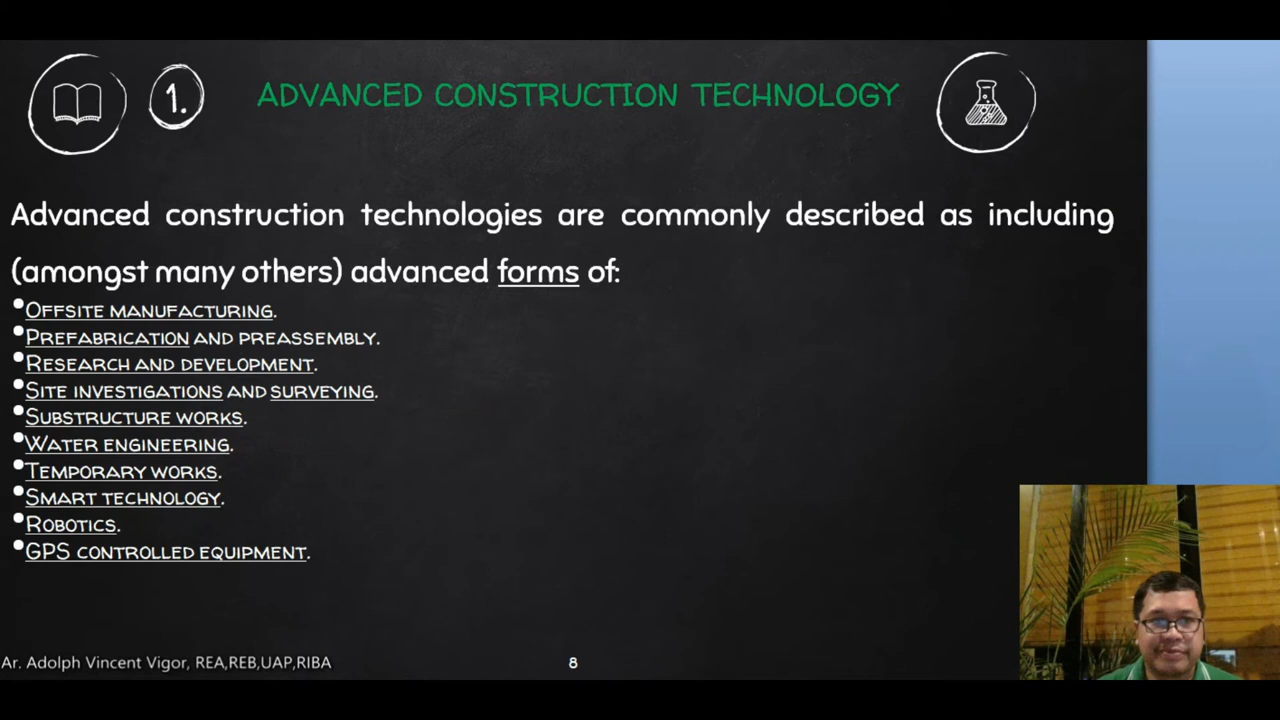 1.
ADVANCED CONSTRUCTION TECHNOLOGY
Advanced construction technologies are commonly described as including
(amongst many others) advanced forms of:
•OFFSITE MANUFACTURING.
•PREFABRICATION AND PREASSEMBLY.
•RESEARCH AND DEVELOPMENT.
•SITE INVESTIGATIONS AND SURVEYING.
•SUBSTRUCTURE WORKS.
•WATER ENGINEERING.
•TEMPORARY WORKS.
•SMART TECHNOLOGY.
•ROBOTICS.
•GPS CONTROLLED EQUIPMENT.
Ar. Adolph Vincent Vigor, REA,REB,UAP,RIBA
8